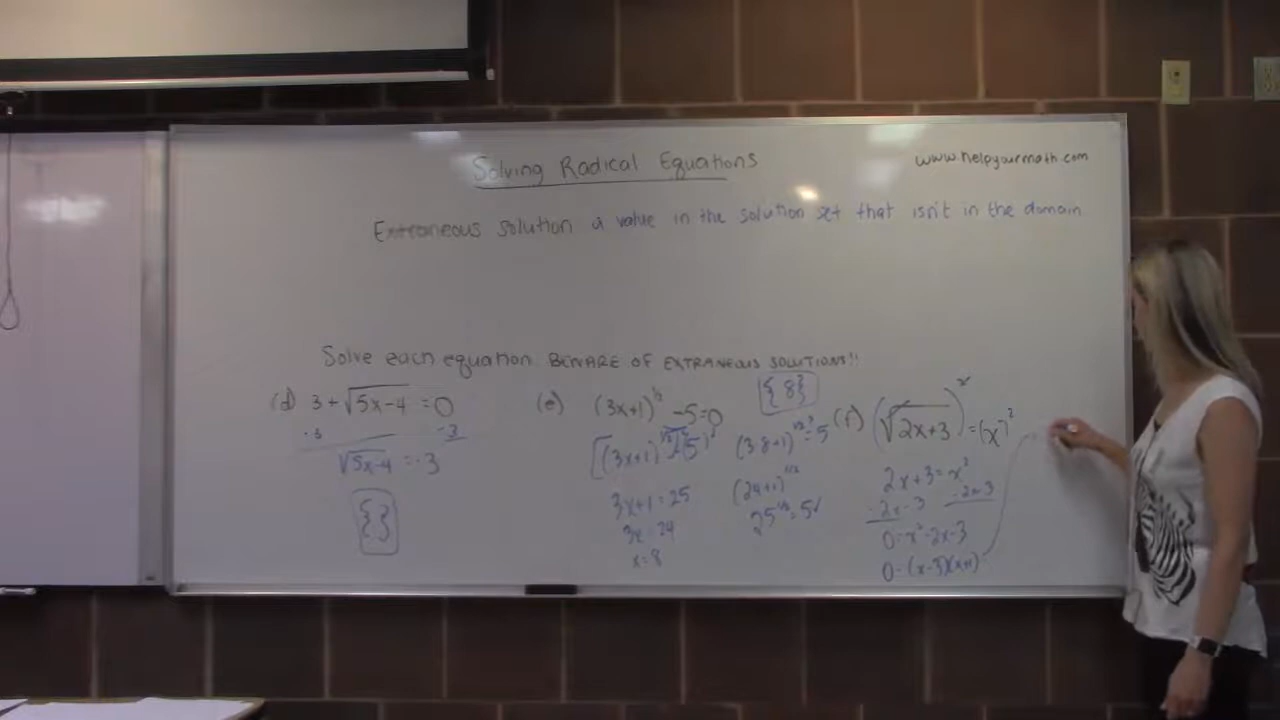 Solving Radical Equations
www.helpyourmath.com
Extraneous solution a value in the solution set that isn't in the domain
Solve each equation. BEWARE OF EXTRANEOUS SOLUTIONS!!
(d) 3 + √5x-4 = 0
-3 -3
√5x-4 = -3
{ }
(e) (3x+1)^1/2 - 5 = 0
[(3x+1)^1/2]^2 = (5)^2
3x+1 = 25
3x = 24
x = 8
{8}
(3·8+1)^1/2 = 5
(24+1)^1/2
25^1/2 = 5✓
(f) (√2x+3)^2 = (x)^2
2x+3 = x^2
-2x-3 -2x-3
0 = x^2-2x-3
0 = (x-3)(x+1)